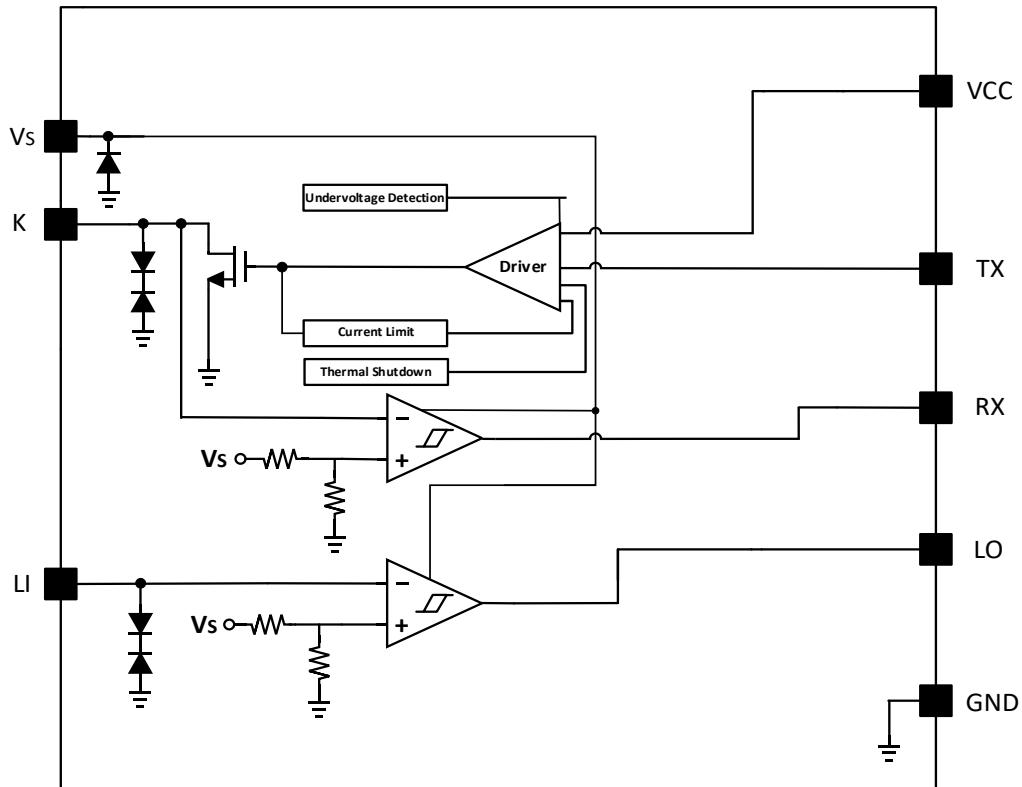 VCC
Vs
K
Undervoltage Detection
Driver
TX
Current Limit
Thermal Shutdown
RX
−
Vs
+
LO
LI
−
Vs
+
GND